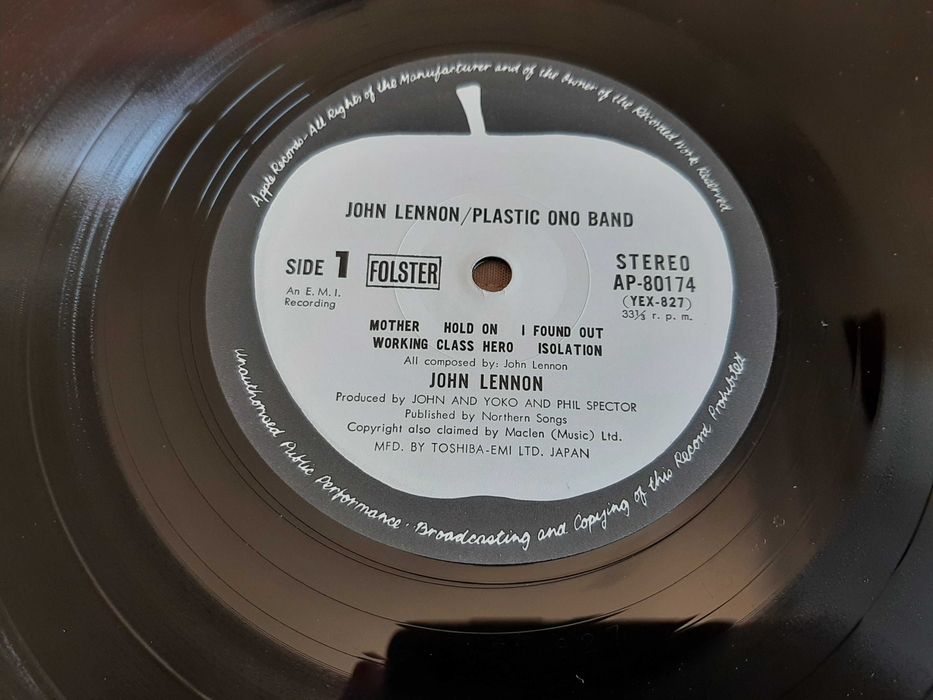 Apple Records-All Rights of the Manufacturer and of the Owner of the Recorded Work Reserved
JOHN LENNON/PLASTIC ONO BAND
SIDE 1 FOLSTER
An E. M. I.
Recording
STEREO
AP-80174
(YEX-827)
33⅓ r. p. m.
MOTHER HOLD ON I FOUND OUT
WORKING CLASS HERO ISOLATION
All composed by: John Lennon
JOHN LENNON
Produced by JOHN AND YOKO AND PHIL SPECTOR
Published by Northern Songs
Copyright also claimed by Maclen (Music) Ltd.
MFD. BY TOSHIBA-EMI LTD. JAPAN
Unauthorised Public Performance · Broadcasting and Copying of this Record Prohibited